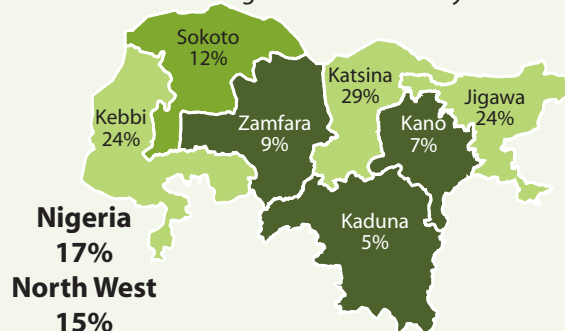 Sokoto
12%
Katsina
29%
Jigawa
24%
Kebbi
24%
Zamfara
9%
Kano
7%
Kaduna
5%
Nigeria
17%
North West
15%